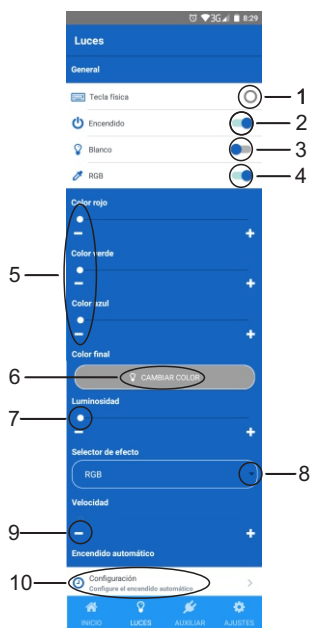 3G 8:29
Luces
General
Tecla física 1
Encendido 2
Blanco 3
RGB 4
Color rojo
− +
Color verde
5
− +
Color azul
− +
Color final
6 CAMBIAR COLOR
Luminosidad
7
− +
Selector de efecto
RGB 8
Velocidad
9 − +
Encendido automático
10 Configuración
Configure el encendido automático
INICIO LUCES AUXILIAR AJUSTES